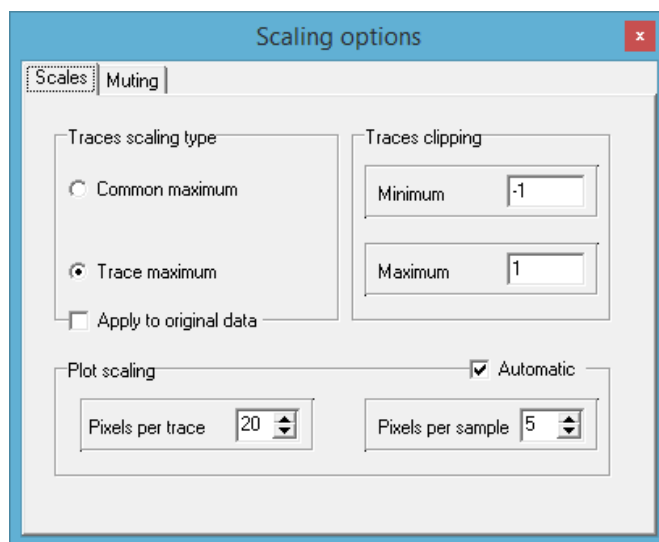 Scaling options
x
Scales Muting
Traces scaling type
Common maximum
Trace maximum
Apply to original data
Traces clipping
Minimum -1
Maximum 1
Plot scaling Automatic
Pixels per trace 20 Pixels per sample 5